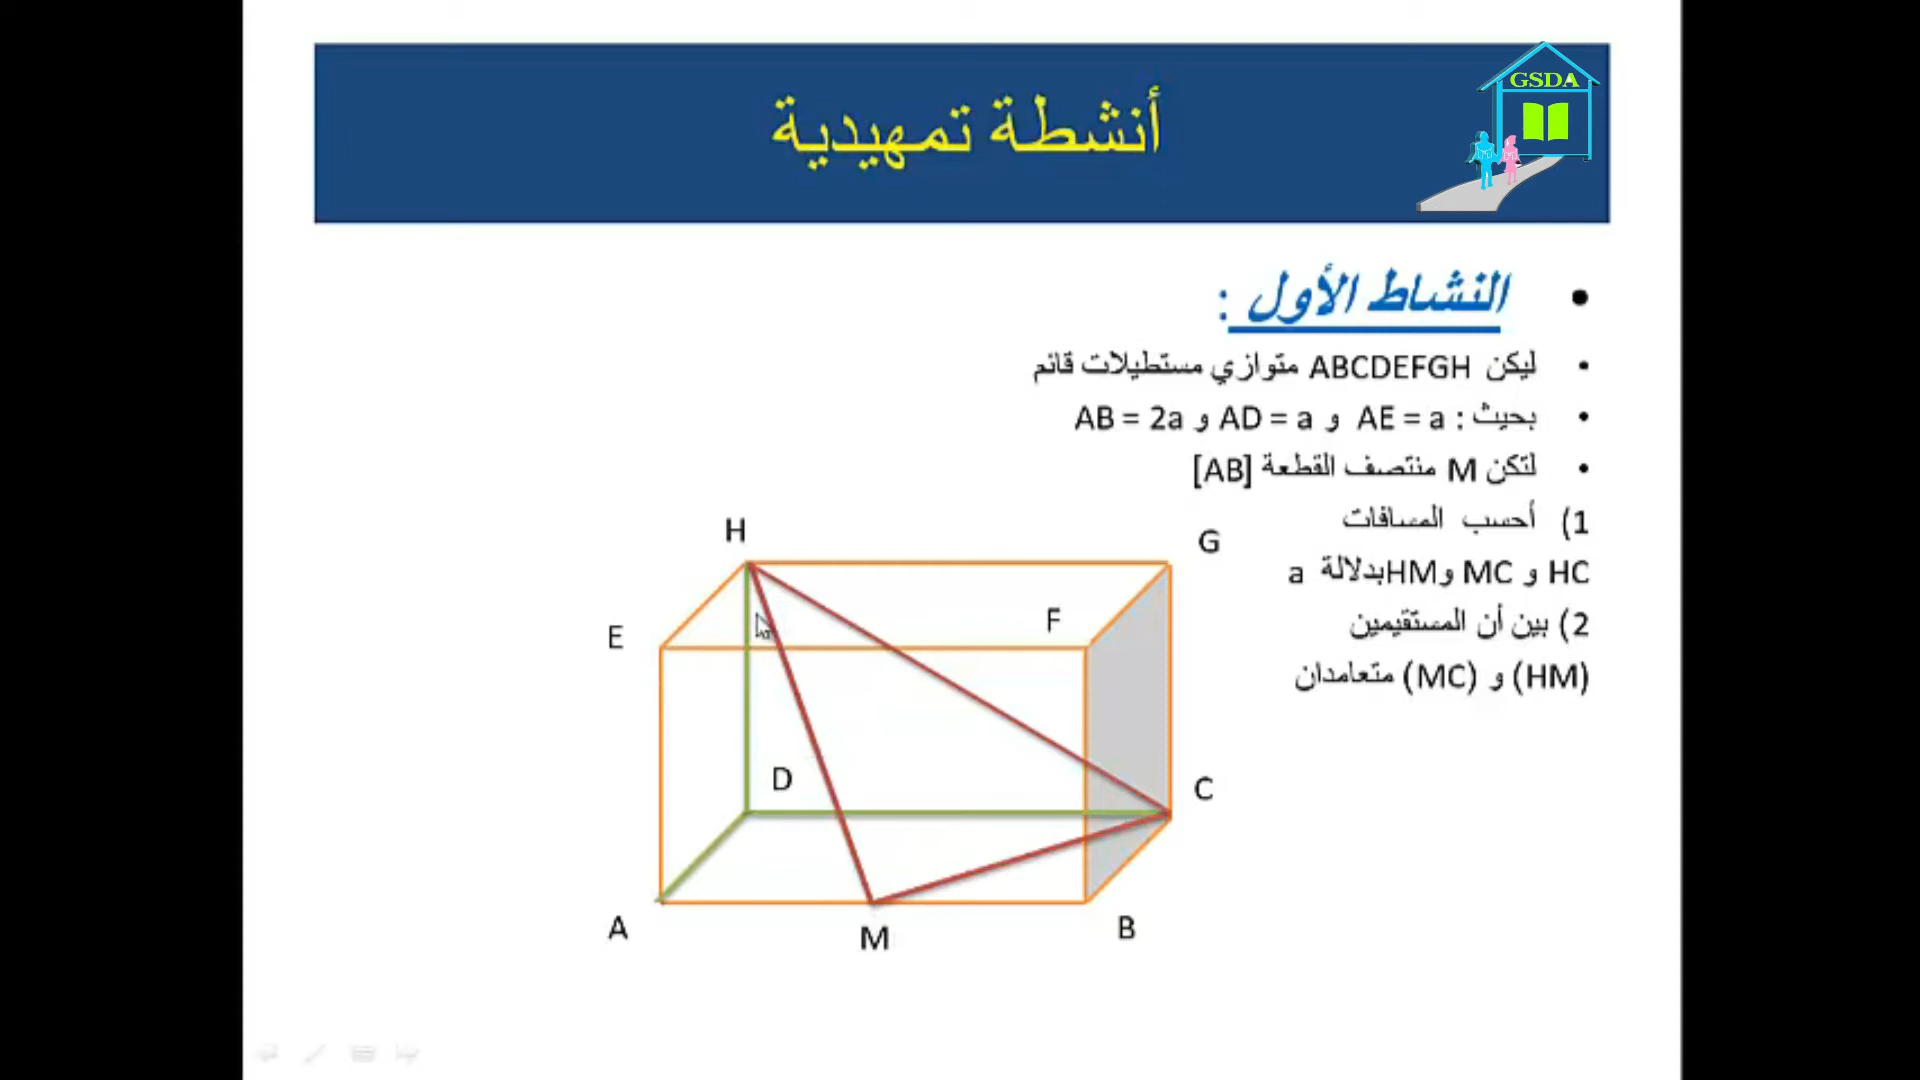 GSDA
أنشطة تمهيدية
• النشاط الأول :
• ليكن ABCDEFGH متوازي مستطيلات قائم
• بحيث : AE = a و AD = a و AB = 2a
• لتكن M منتصف القطعة [AB]
1) أحسب المسافات
HC و MC وHMبدلالة a
2) بين أن المستقيمين
(HM) و (MC) متعامدان
H
G
E
F
D
C
A
M
B